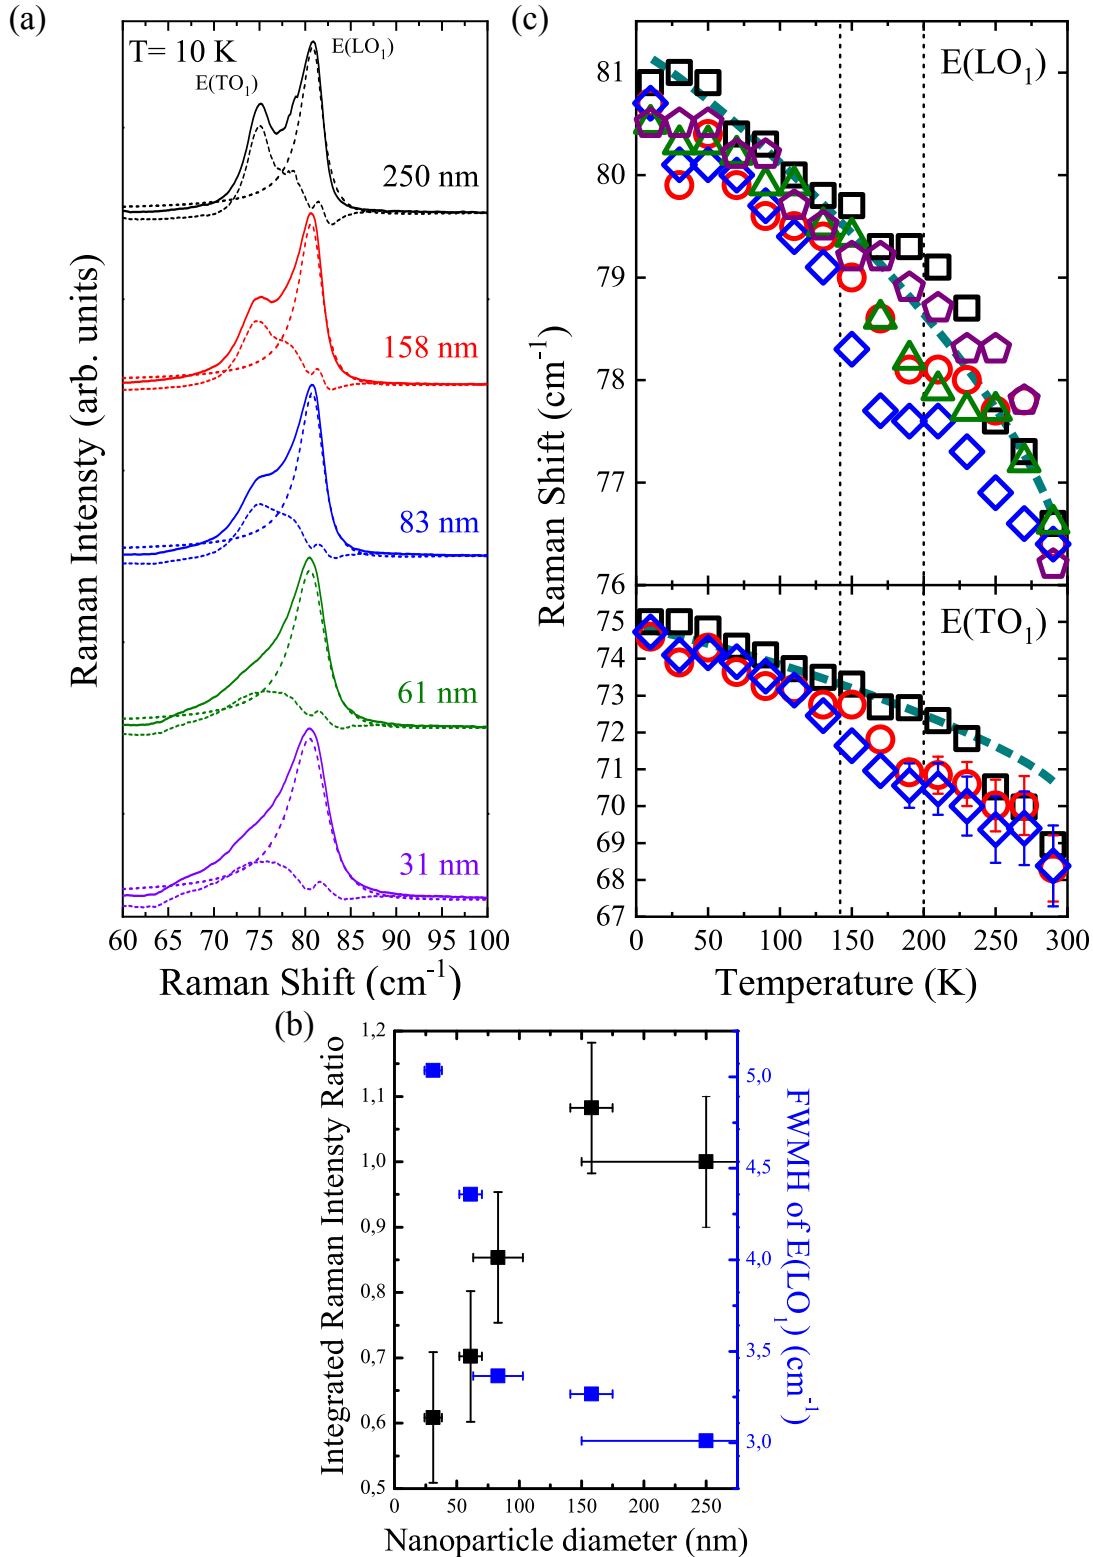 (a)
T= 10 K
E(LO₁)
E(TO₁)
250 nm
158 nm
83 nm
61 nm
31 nm
Raman Intensty (arb. units)
60 65 70 75 80 85 90 95 100
Raman Shift (cm⁻¹)
(c)
E(LO₁)
81
80
79
78
77
76
E(TO₁)
75
74
73
72
71
70
69
68
67
Raman Shift (cm⁻¹)
0 50 100 150 200 250 300
Temperature (K)
(b)
1,2
1,1
1,0
0,9
0,8
0,7
0,6
0,5
Integrated Raman Intensty Ratio
5,0
4,5
4,0
3,5
3,0
FWMH of E(LO₁) (cm⁻¹)
0 50 100 150 200 250
Nanoparticle diameter (nm)